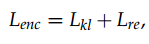 L_{enc} = L_{kl} + L_{re},